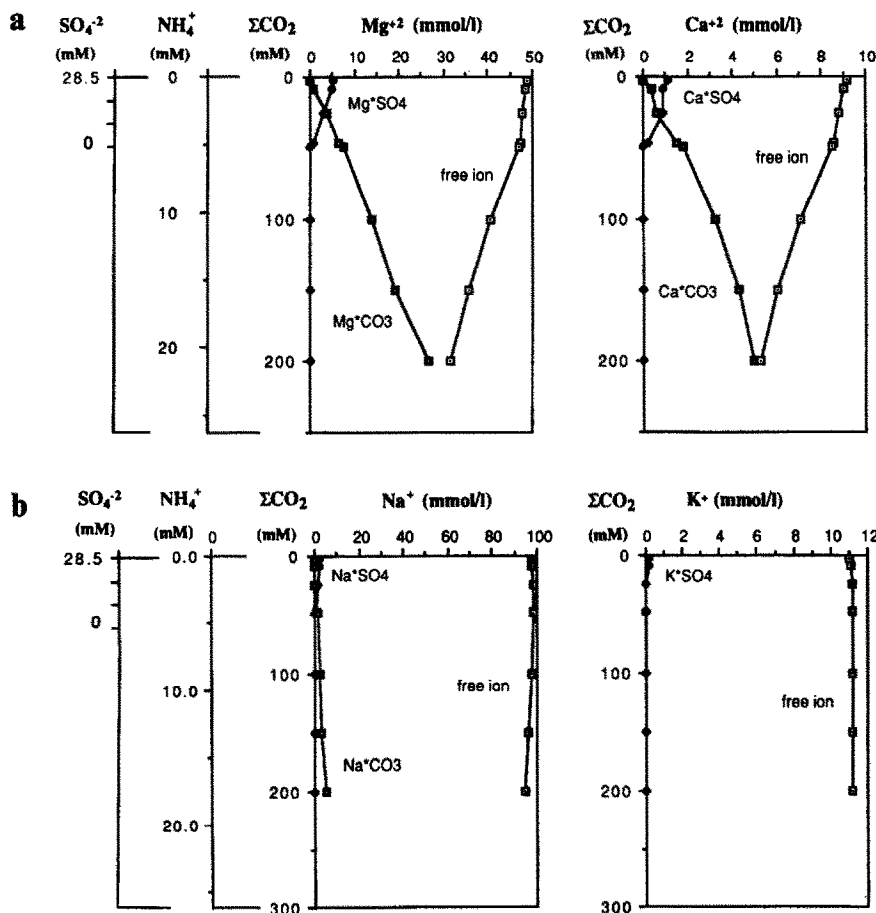 a
SO₄⁻² NH₄⁺ ΣCO₂ Mg⁺² (mmol/l) ΣCO₂ Ca⁺² (mmol/l)
(mM) (mM) (mM) 0 10 20 30 40 50 (mM) 0 2 4 6 8 10
28.5 0 0 0
Mg*SO4 Ca*SO4
0
free ion free ion
10 100 100
Mg*CO3 Ca*CO3
20 200 200
b
SO₄⁻² NH₄⁺ ΣCO₂ Na⁺ (mmol/l) ΣCO₂ K⁺ (mmol/l)
(mM) (mM) (mM) 0 20 40 60 80 100 (mM) 0 2 4 6 8 10 12
28.5 0.0 0 0
Na*SO4 K*SO4
0
10.0 100 100
free ion free ion
Na*CO3
200 200
20.0
300 300